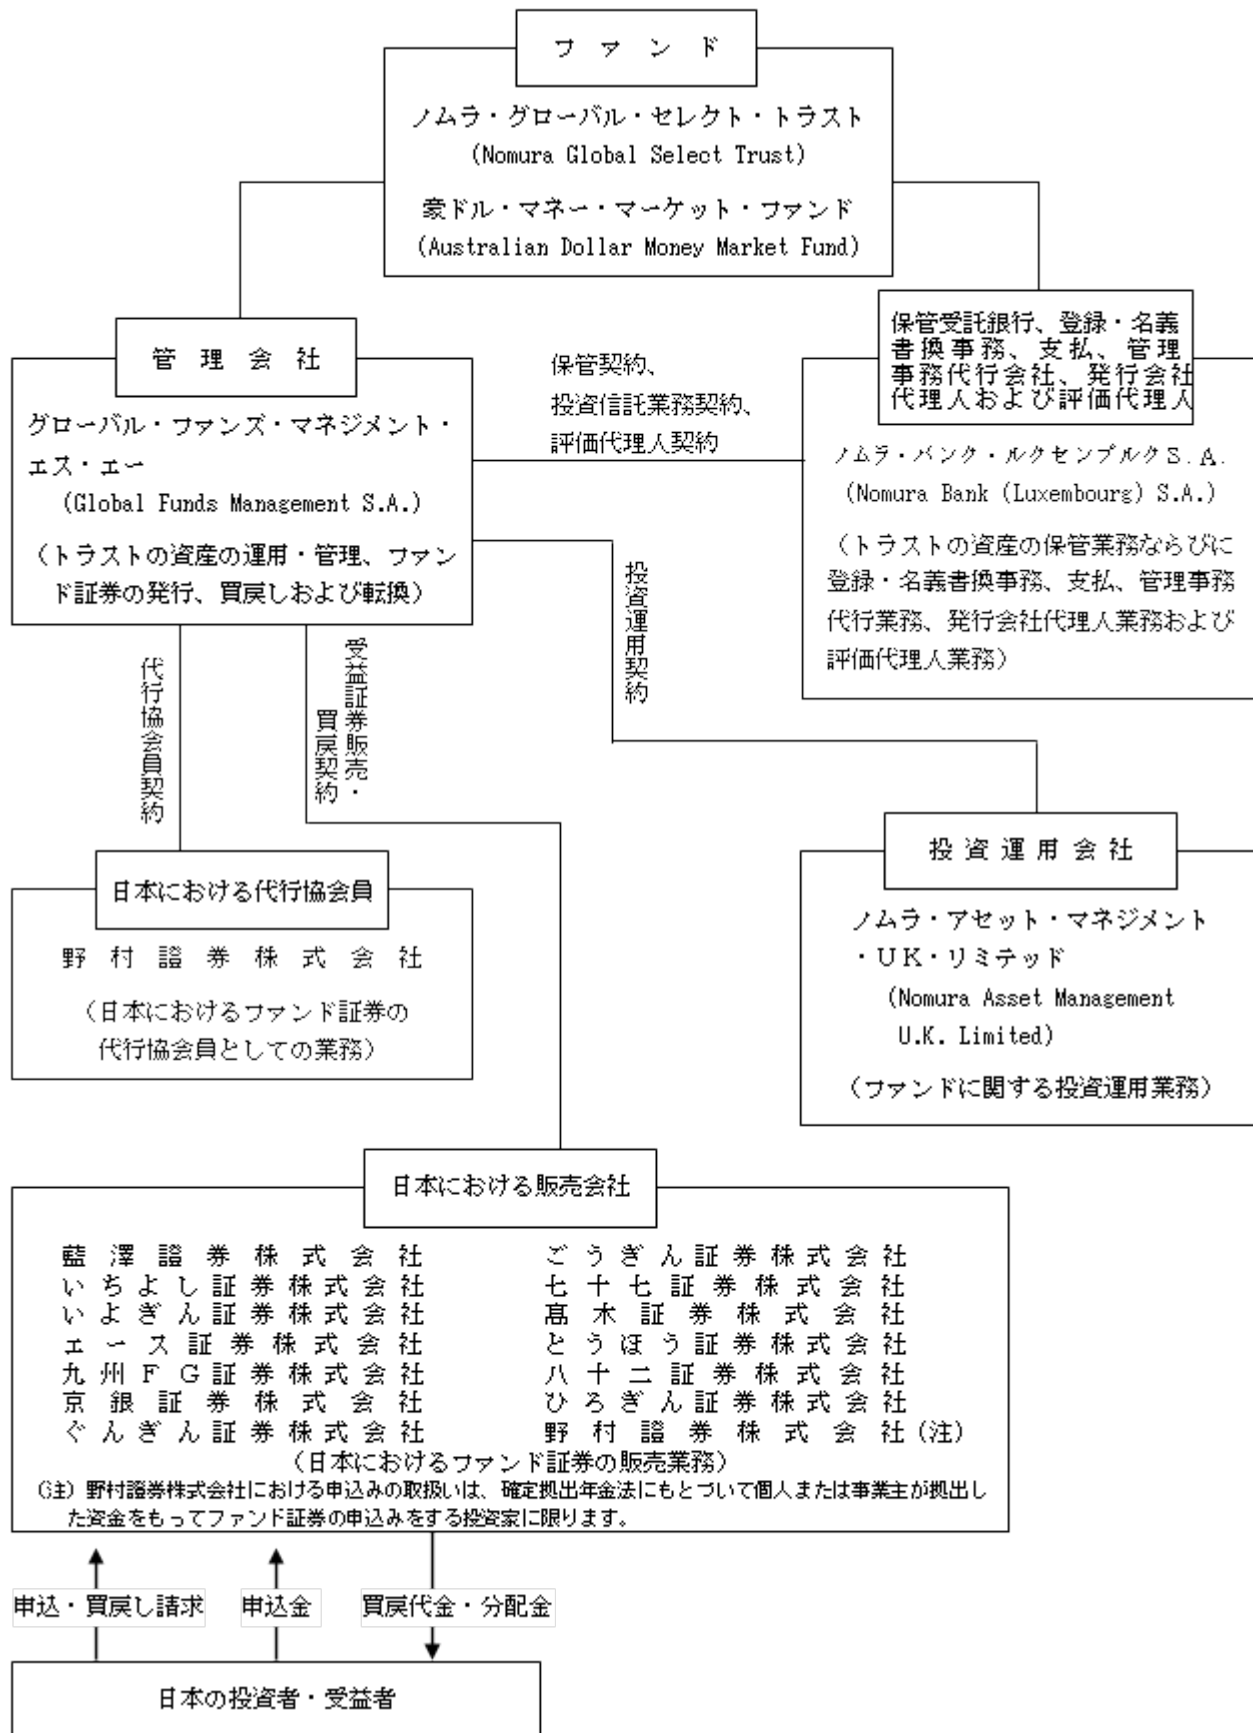 ファンド
ノムラ・グローバル・セレクト・トラスト
(Nomura Global Select Trust)
豪ドル・マネー・マーケット・ファンド
(Australian Dollar Money Market Fund)
管理会社
グローバル・ファンズ・マネジメント・
エス・エー
(Global Funds Management S.A.)
(トラストの資産の運用・管理、ファン
ド証券の発行、買戻しおよび転換)
保管契約、
投資信託業務契約、
評価代理人契約
保管受託銀行、登録・名義
書換事務、支払、管理
事務代行会社、発行会社
代理人および評価代理人
ノムラ・バンク・ルクセンブルクS.A.
(Nomura Bank (Luxembourg) S.A.)
(トラストの資産の保管業務ならびに
登録・名義書換事務、支払、管理事務
代行業務、発行会社代理人業務および
評価代理人業務)
代行協会員契約
受益証券販売・
買戻契約
投資運用契約
日本における代行協会員
野村證券株式会社
(日本におけるファンド証券の
代行協会員としての業務)
投資運用会社
ノムラ・アセット・マネジメント
・UK・リミテッド
(Nomura Asset Management
U.K. Limited)
(ファンドに関する投資運用業務)
日本における販売会社
藍澤證券株式会社 ごうぎん証券株式会社
いちよし証券株式会社 七十七証券株式会社
いよぎん証券株式会社 髙木証券株式会社
エース証券株式会社 とうほう証券株式会社
九州FG証券株式会社 八十二証券株式会社
京銀証券株式会社 ひろぎん証券株式会社
ぐんぎん証券株式会社 野村證券株式会社(注)
(日本におけるファンド証券の販売業務)
(注) 野村證券株式会社における申込みの取扱いは、確定拠出年金法にもとづいて個人または事業主が拠出し
た資金をもってファンド証券の申込みをする投資家に限ります。
申込・買戻し請求 申込金 買戻代金・分配金
日本の投資者・受益者